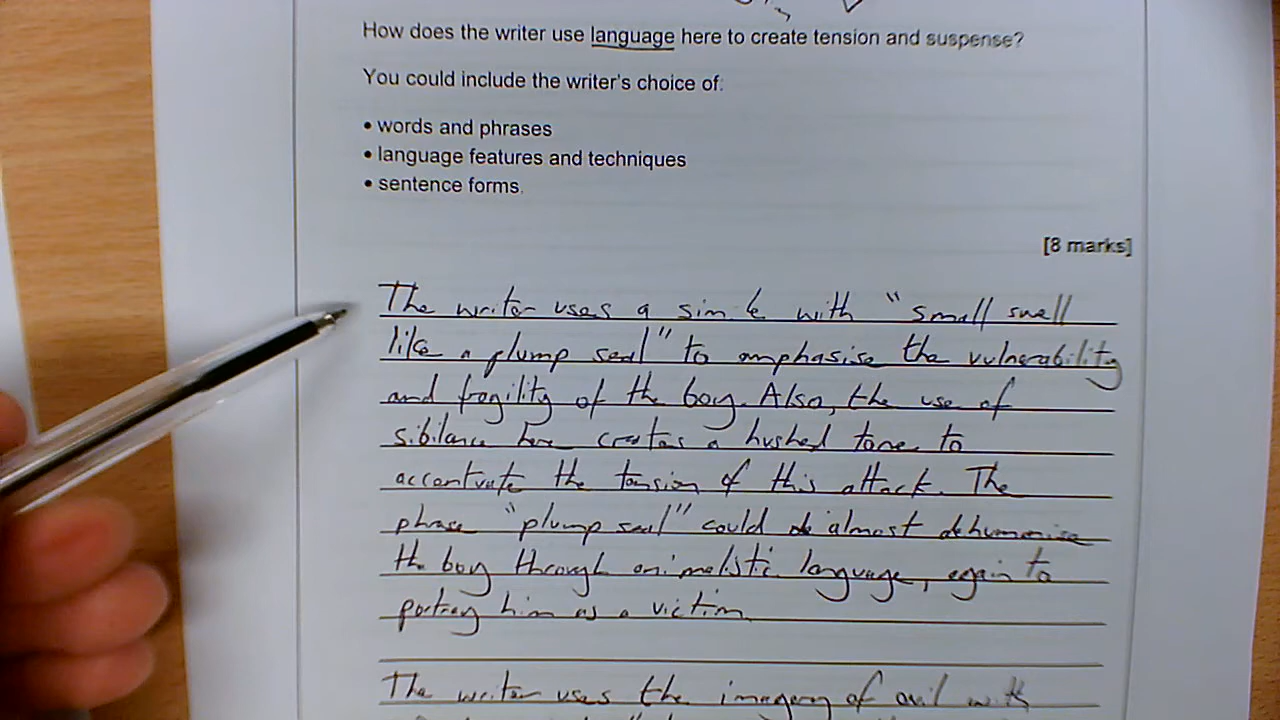 How does the writer use language here to create tension and suspense?
You could include the writer's choice of:
• words and phrases
• language features and techniques
• sentence forms.
[8 marks]
The writer uses a simile with "small swell
like a plump seal" to emphasise the vulnerability
and fragility of the boy. Also, the use of
sibilance here creates a hushed tone to
accentuate the tension of this attack. The
phrase "plump seal" could almost dehumanise
the boy through animalistic language, again to
portray him as a victim
The writer uses the imagery of evil with